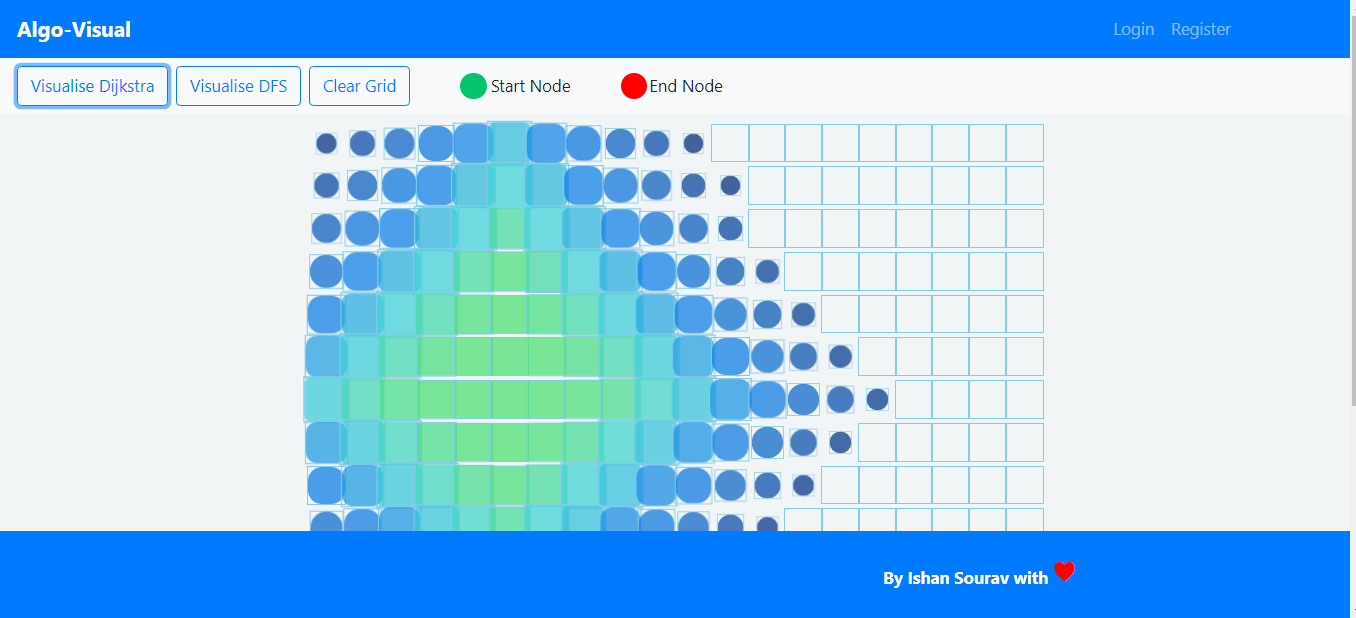 Algo-Visual
Login Register
Visualise Dijkstra Visualise DFS Clear Grid Start Node End Node
By Ishan Sourav with